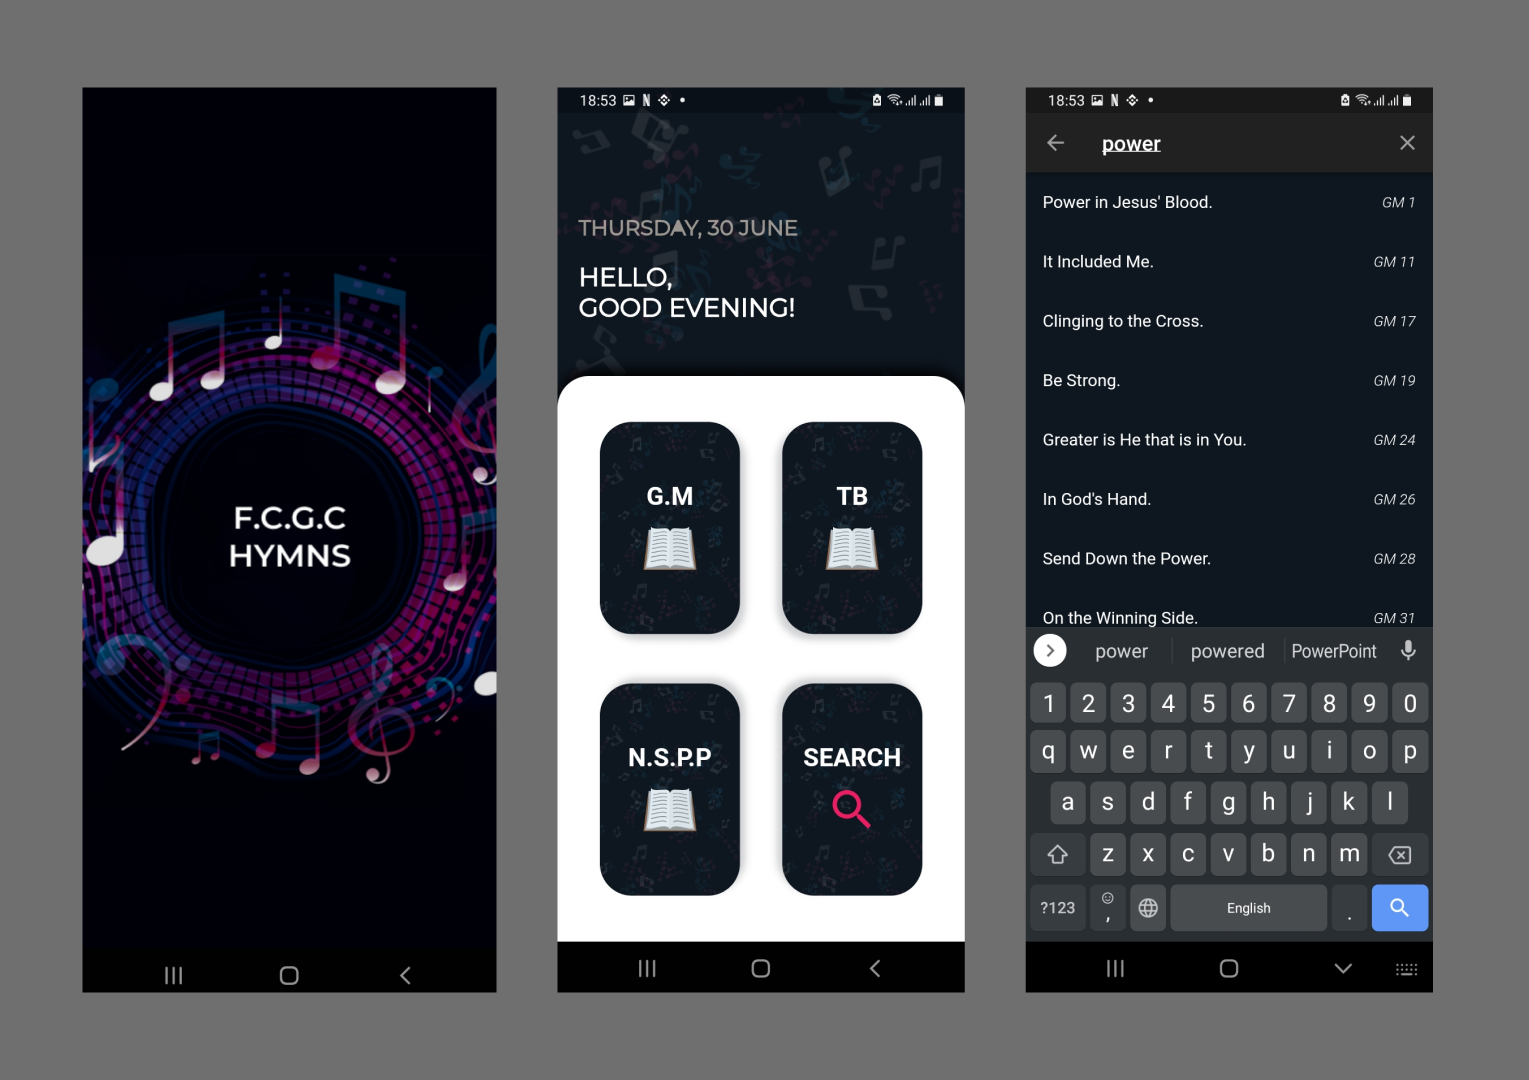 F.C.G.C
HYMNS
18:53
THURSDAY, 30 JUNE
HELLO,
GOOD EVENING!
G.M
TB
N.S.P.P
SEARCH
18:53
power
Power in Jesus' Blood. GM 1
It Included Me. GM 11
Clinging to the Cross. GM 17
Be Strong. GM 19
Greater is He that is in You. GM 24
In God's Hand. GM 26
Send Down the Power. GM 28
On the Winning Side. GM 31
power powered PowerPoint
1 2 3 4 5 6 7 8 9 0
q w e r t y u i o p
a s d f g h j k l
z x c v b n m
?123 , English .